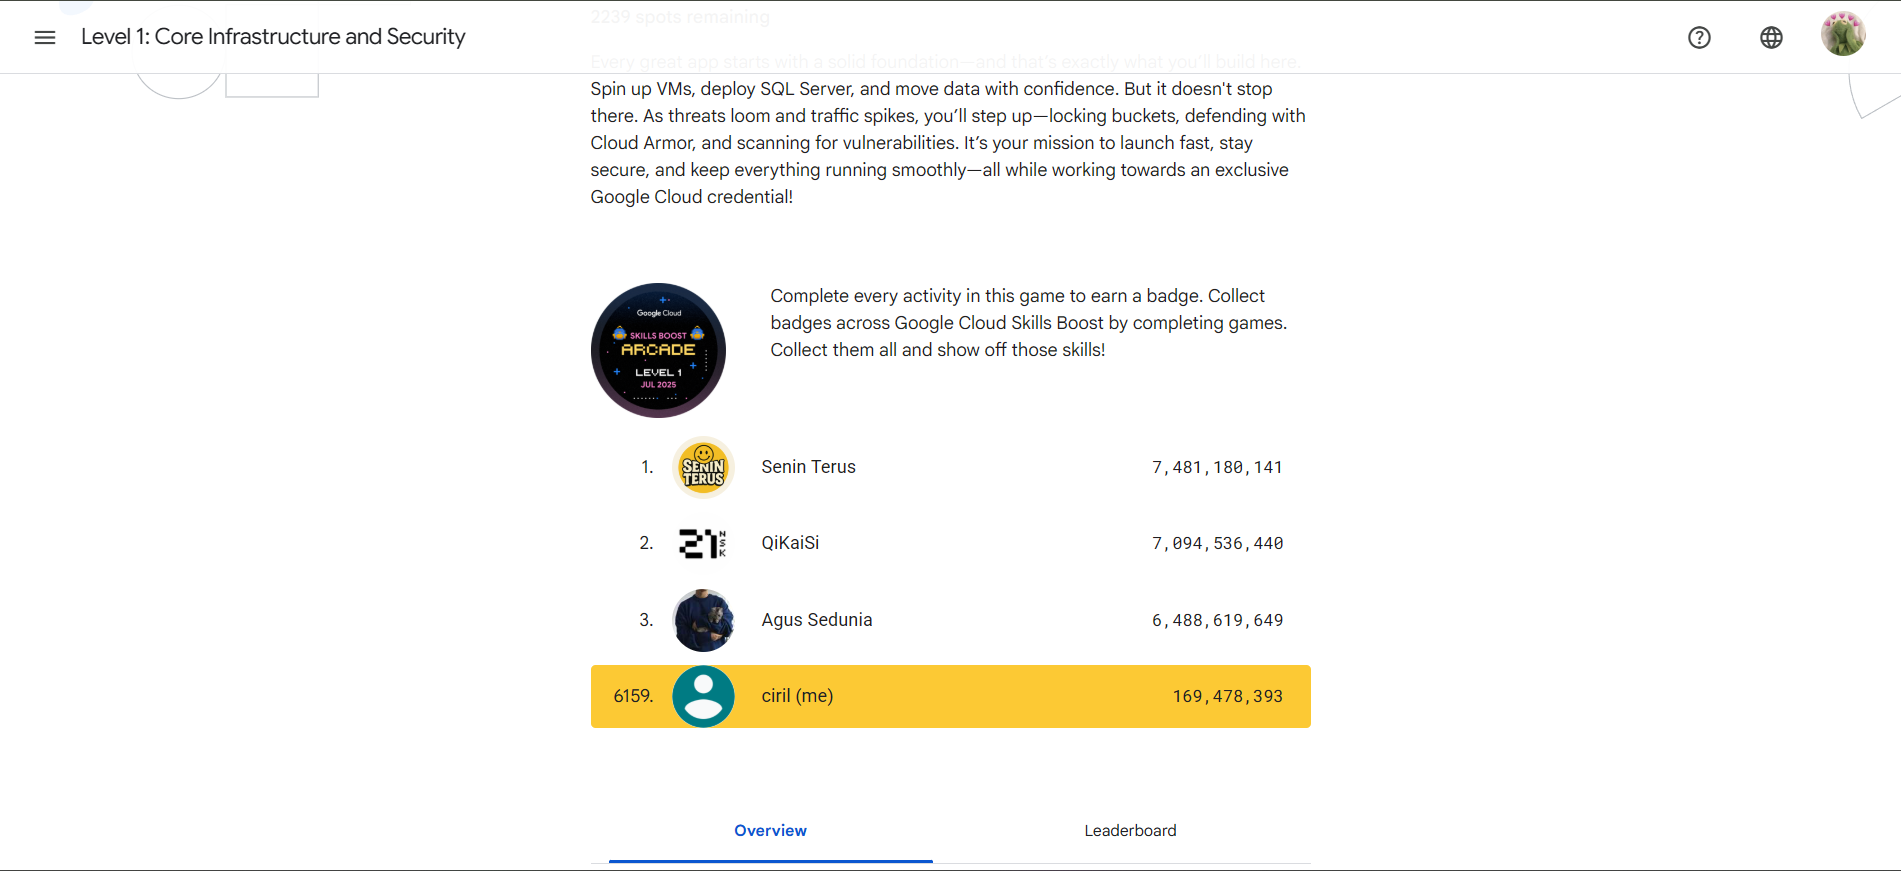 2239 spots remaining
Level 1: Core Infrastructure and Security
Every great app starts with a solid foundation—and that's exactly what you'll build here.
Spin up VMs, deploy SQL Server, and move data with confidence. But it doesn't stop
there. As threats loom and traffic spikes, you’ll step up—locking buckets, defending with
Cloud Armor, and scanning for vulnerabilities. It’s your mission to launch fast, stay
secure, and keep everything running smoothly—all while working towards an exclusive
Google Cloud credential!
Google Cloud
SKILLS BOOST
ARCADE
LEVEL 1
JUL 2025
Complete every activity in this game to earn a badge. Collect
badges across Google Cloud Skills Boost by completing games.
Collect them all and show off those skills!
1. SENIN TERUS Senin Terus 7,481,180,141
2. 21 NSK QiKaiSi 7,094,536,440
3. Agus Sedunia 6,488,619,649
6159. ciril (me) 169,478,393
Overview Leaderboard